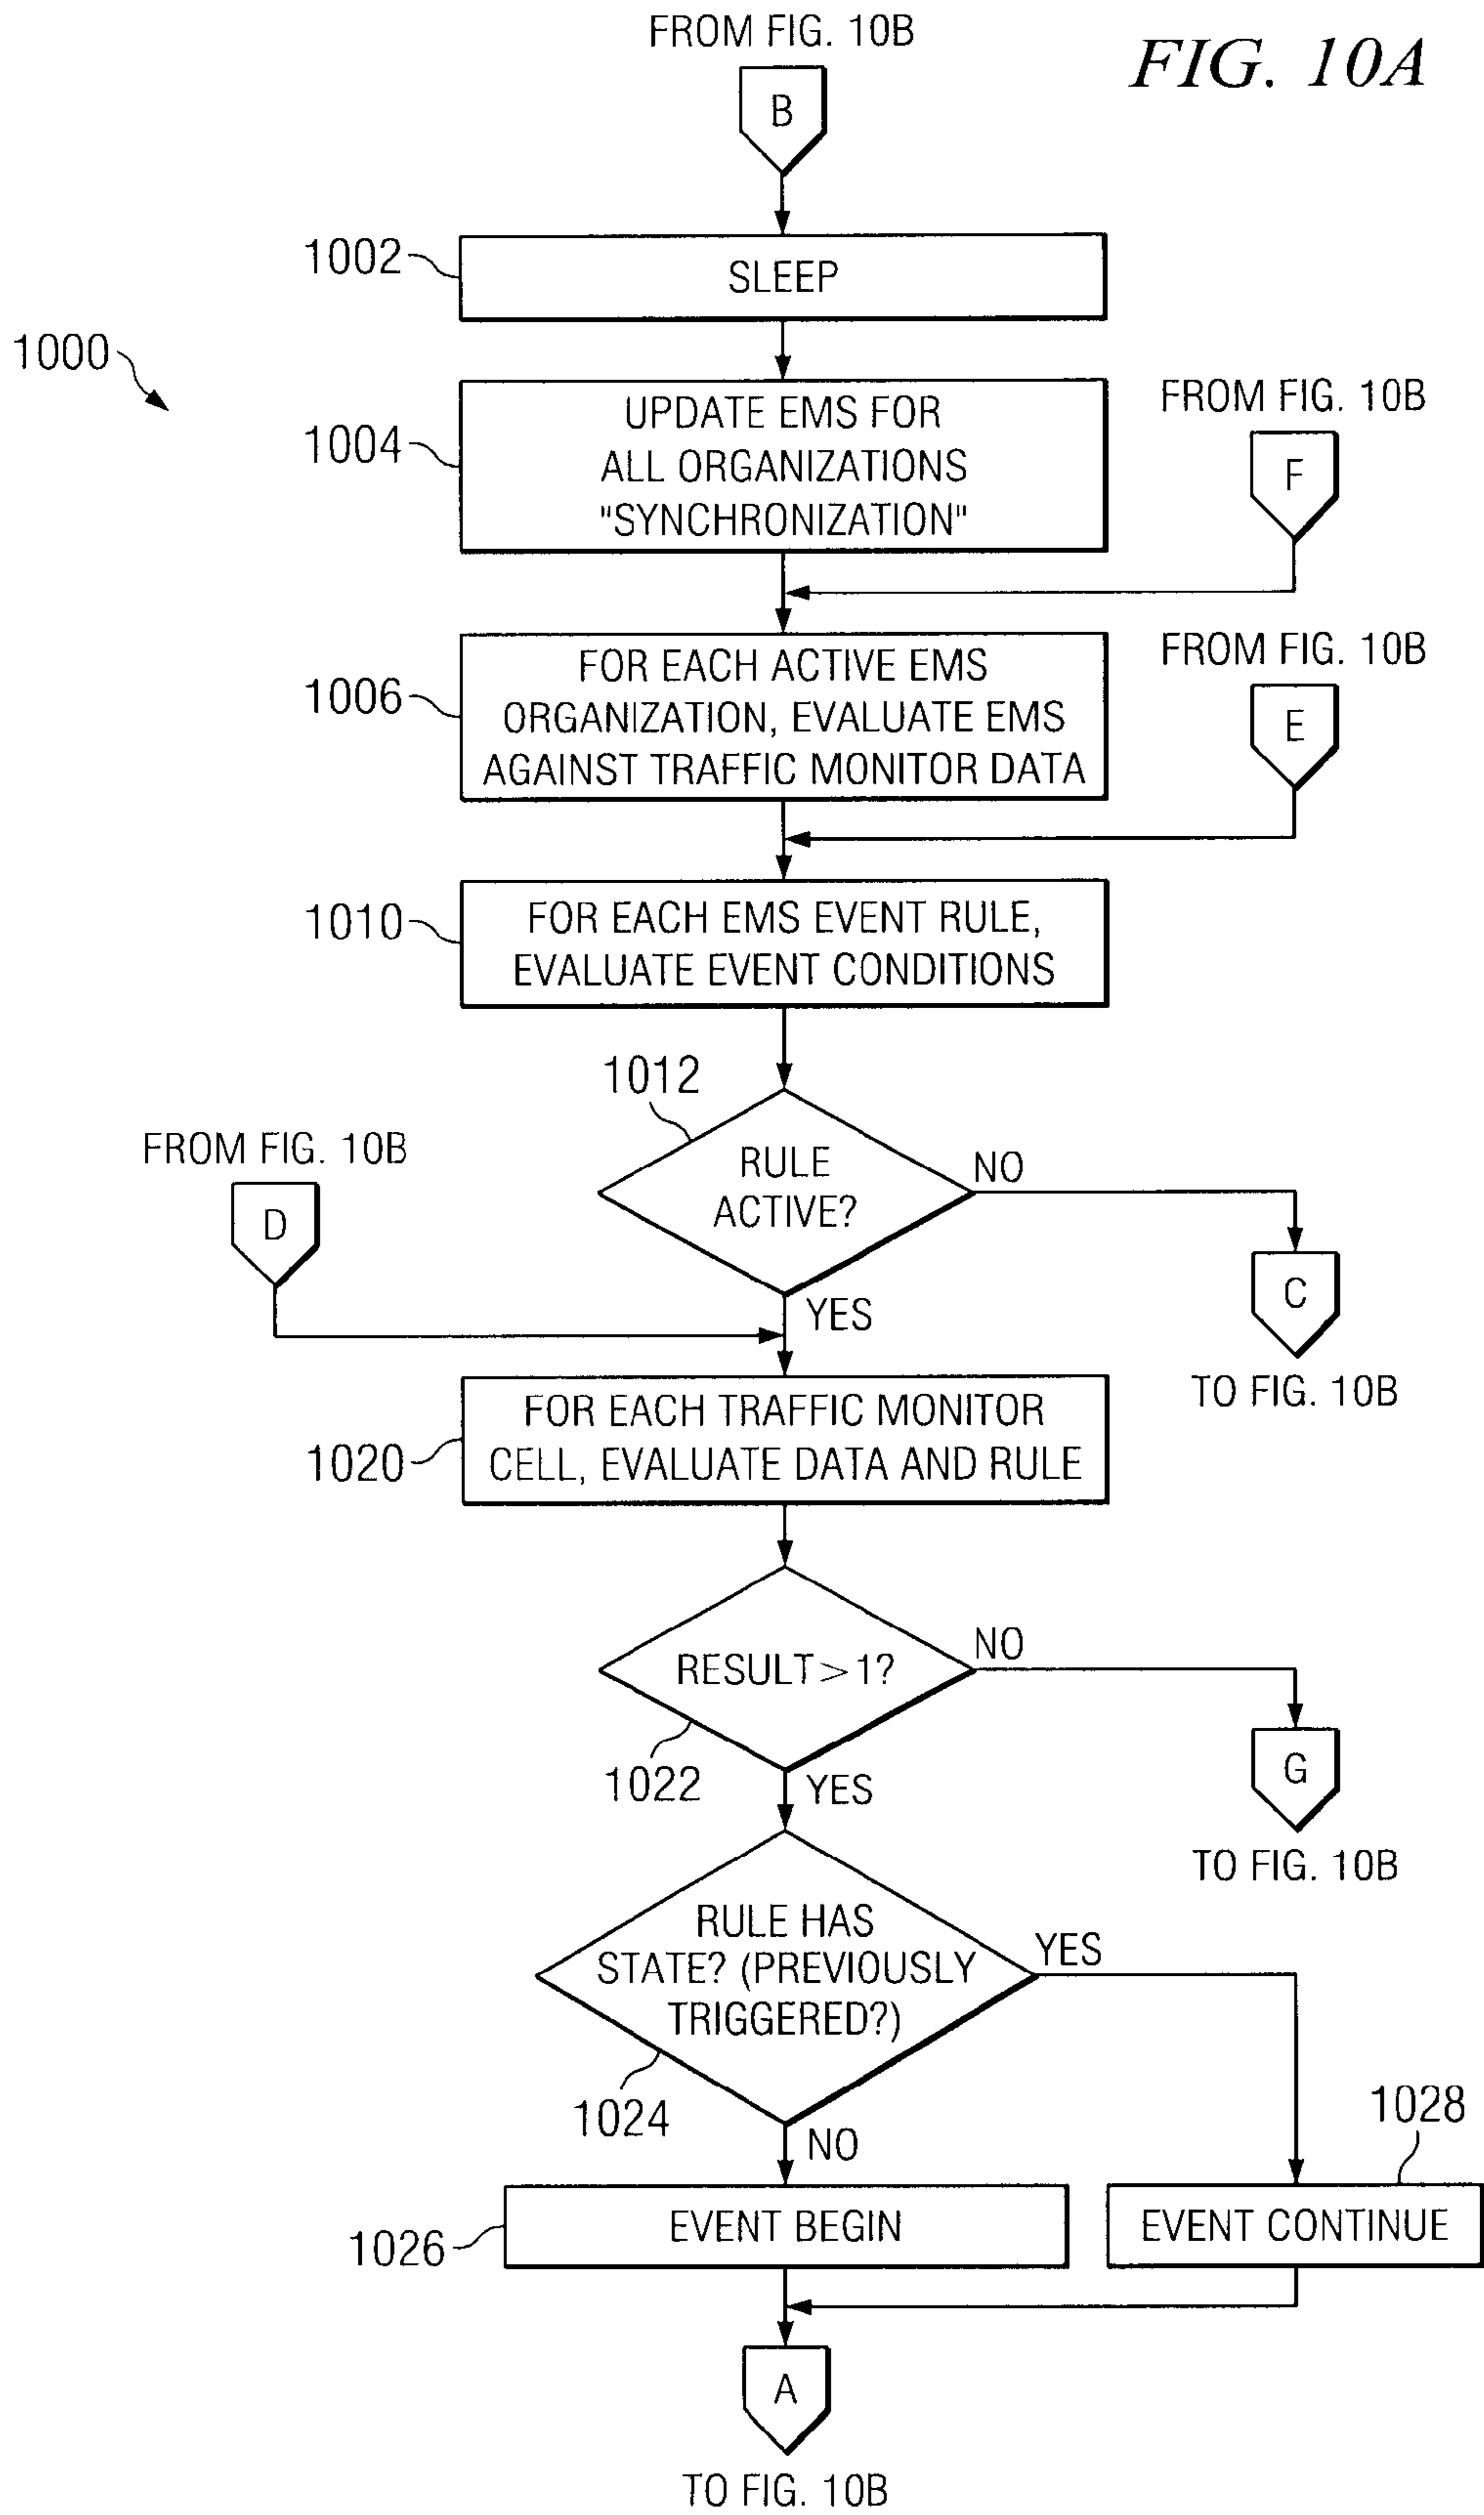 FROM FIG. 10B
FIG. 10A
B
1002
SLEEP
1000
1004
UPDATE EMS FOR
ALL ORGANIZATIONS
"SYNCHRONIZATION"
FROM FIG. 10B
F
1006
FOR EACH ACTIVE EMS
ORGANIZATION, EVALUATE EMS
AGAINST TRAFFIC MONITOR DATA
FROM FIG. 10B
E
1010
FOR EACH EMS EVENT RULE,
EVALUATE EVENT CONDITIONS
1012
RULE
ACTIVE?
NO
FROM FIG. 10B
D
C
TO FIG. 10B
YES
1020
FOR EACH TRAFFIC MONITOR
CELL, EVALUATE DATA AND RULE
RESULT>1?
NO
1022
YES
G
TO FIG. 10B
RULE HAS
STATE? (PREVIOUSLY
TRIGGERED?)
YES
1024
NO
1028
1026
EVENT BEGIN
EVENT CONTINUE
A
TO FIG. 10B